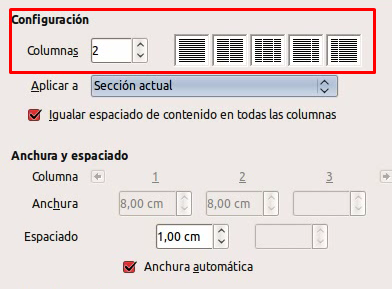 Configuración
Columnas 2
Aplicar a Sección actual
Igualar espaciado de contenido en todas las columnas
Anchura y espaciado
Columna 1 2 3
Anchura 8,00 cm 8,00 cm
Espaciado 1,00 cm
Anchura automática